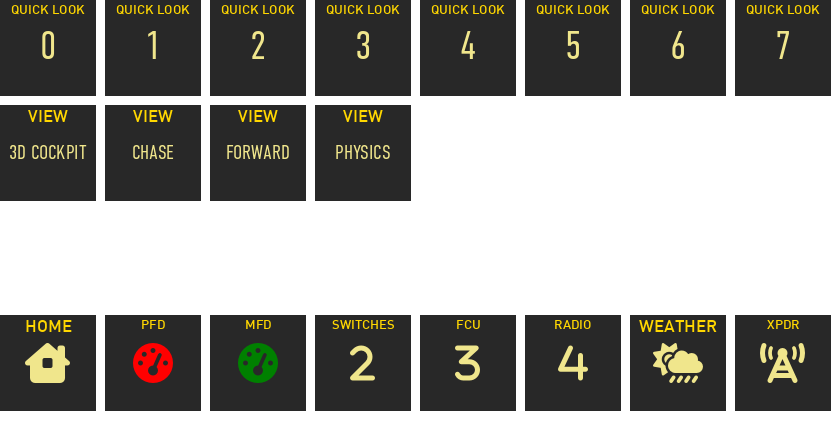 QUICK LOOK QUICK LOOK QUICK LOOK QUICK LOOK QUICK LOOK QUICK LOOK QUICK LOOK QUICK LOOK
0 1 2 3 4 5 6 7
VIEW VIEW VIEW VIEW
3D COCKPIT CHASE FORWARD PHYSICS
HOME PFD MFD SWITCHES FCU RADIO WEATHER XPDR
2 3 4